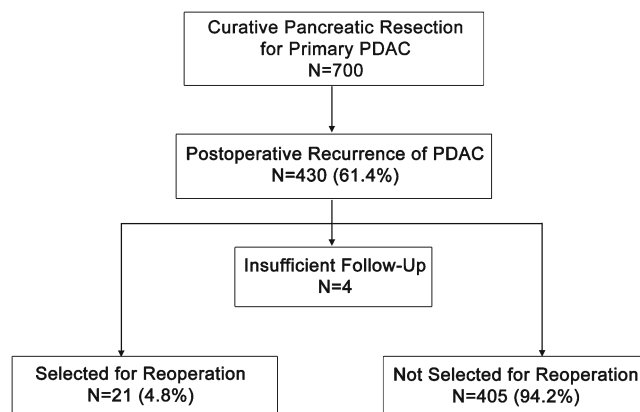 Curative Pancreatic Resection
for Primary PDAC
N=700
Postoperative Recurrence of PDAC
N=430 (61.4%)
Insufficient Follow-Up
N=4
Selected for Reoperation
N=21 (4.8%)
Not Selected for Reoperation
N=405 (94.2%)